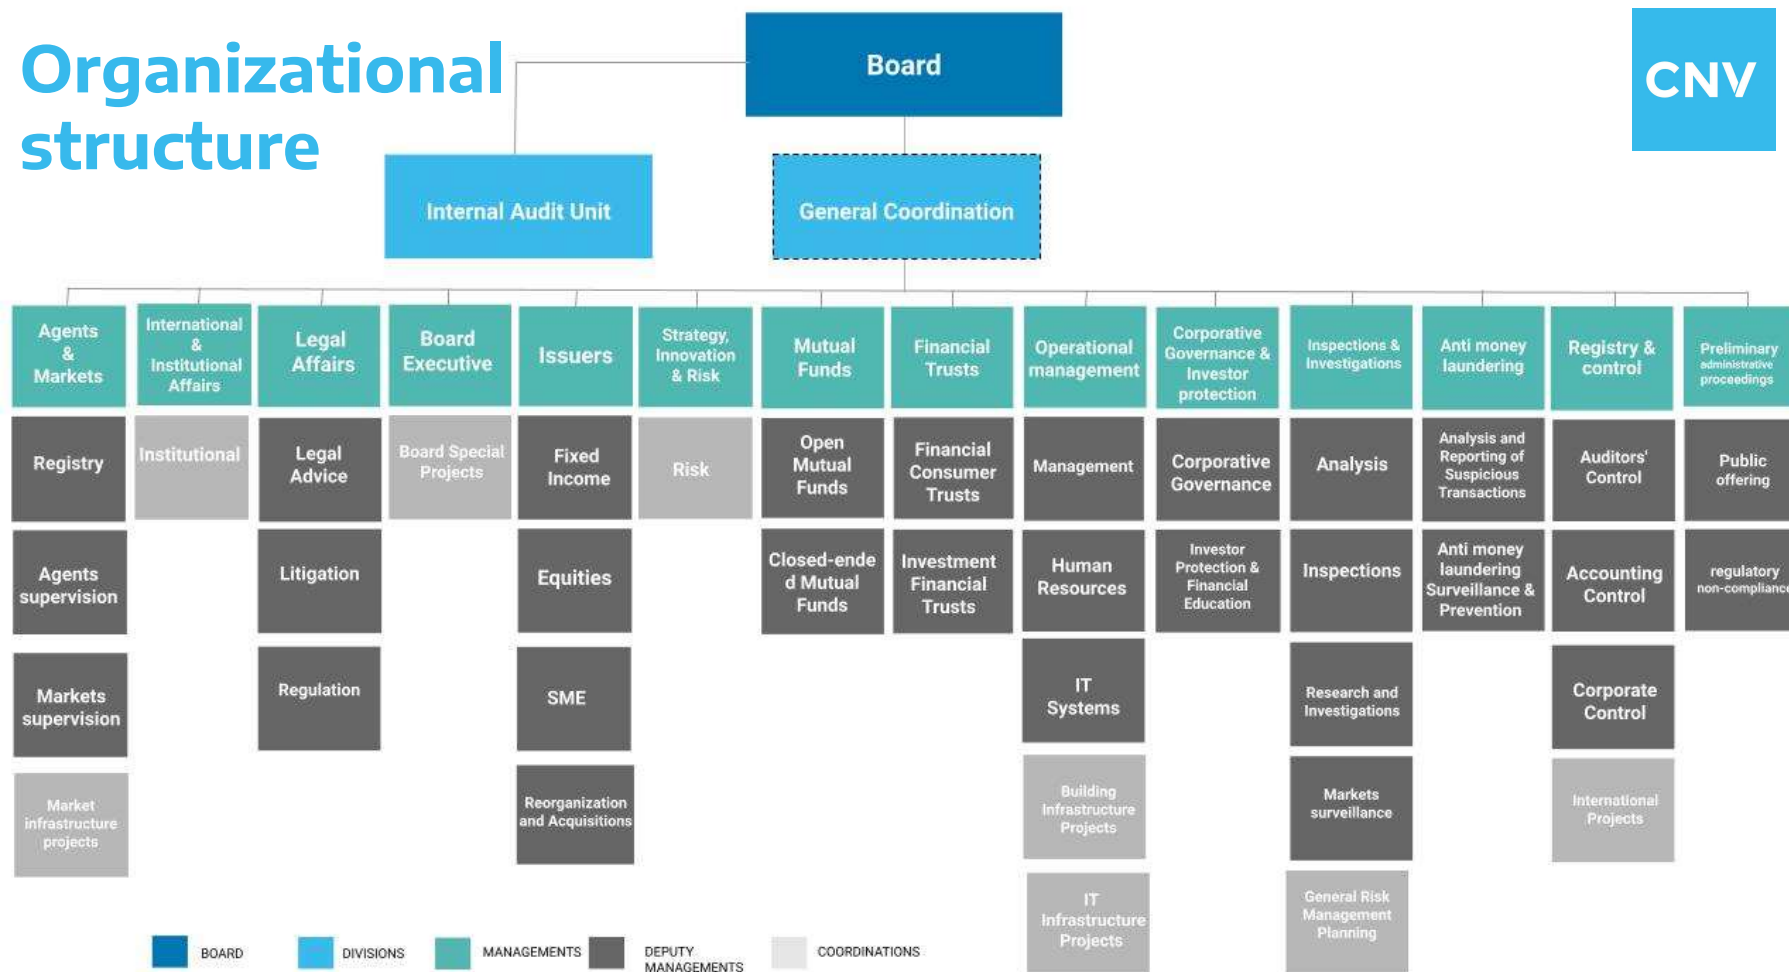 Organizational
structure
Board
CNV
Internal Audit Unit
General Coordination
Agents
&
Markets
International
&
Institutional
Affairs
Legal
Affairs
Board
Executive
Issuers
Strategy,
Innovation
& Risk
Mutual
Funds
Financial
Trusts
Operational
management
Corporative
Governance &
Investor
protection
Inspections &
Investigations
Anti money
laundering
Registry &
control
Preliminary
administrative
proceedings
Registry
Institutional
Legal
Advice
Board Special
Projects
Fixed
Income
Risk
Open
Mutual
Funds
Financial
Consumer
Trusts
Management
Corporative
Governance
Analysis
Analysis and
Reporting of
Suspicious
Transactions
Auditors'
Control
Public
offering
Agents
supervision
Litigation
Equities
Closed-ende
d Mutual
Funds
Investment
Financial
Trusts
Human
Resources
Investor
Protection &
Financial
Education
Inspections
Anti money
laundering
Surveillance &
Prevention
Accounting
Control
regulatory
non-compliance
Markets
supervision
Regulation
SME
IT
Systems
Research and
Investigations
Corporate
Control
Market
infrastructure
projects
Reorganization
and Acquisitions
Building
Infrastructure
Projects
Markets
surveillance
International
Projects
IT
Infrastructure
Projects
General Risk
Management
Planning
BOARD
DIVISIONS
MANAGEMENTS
DEPUTY
MANAGEMENTS
COORDINATIONS